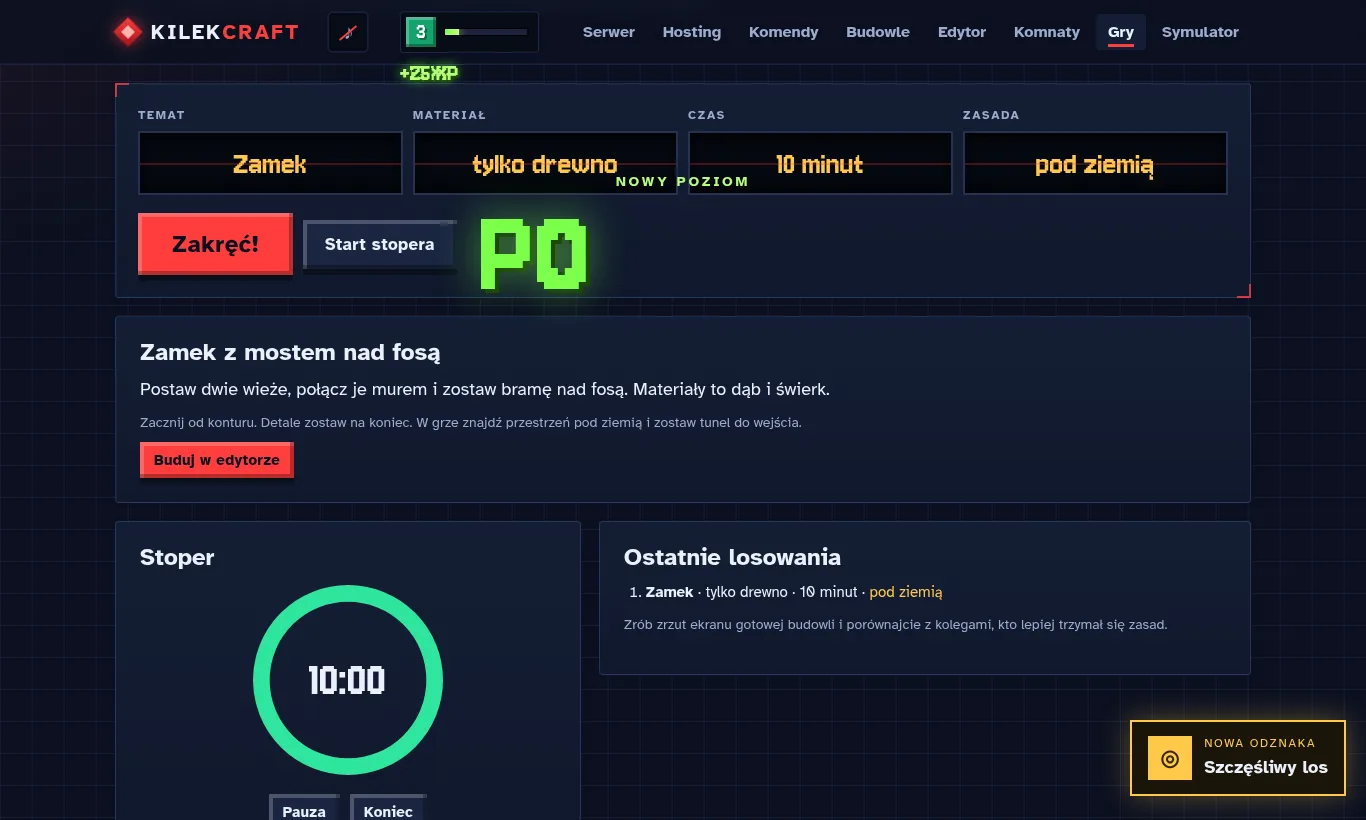 KILEKCRAFT
3
Serwer Hosting Komendy Budowle Edytor Komnaty Gry Symulator
TEMAT MATERIAŁ CZAS ZASADA
Zamek tylko drewno 10 minut pod ziemią
NOWY POZIOM
Zakręć! Start stopera PO
Zamek z mostem nad fosą
Postaw dwie wieże, połącz je murem i zostaw bramę nad fosą. Materiały to dąb i świerk.
Zacznij od konturu. Detale zostaw na koniec. W grze znajdź przestrzeń pod ziemią i zostaw tunel do wejścia.
Buduj w edytorze
Stoper
10:00
Pauza Koniec
Ostatnie losowania
1. Zamek · tylko drewno · 10 minut · pod ziemią
Zrób zrzut ekranu gotowej budowli i porównajcie z kolegami, kto lepiej trzymał się zasad.
NOWA ODZNAKA
Szczęśliwy los